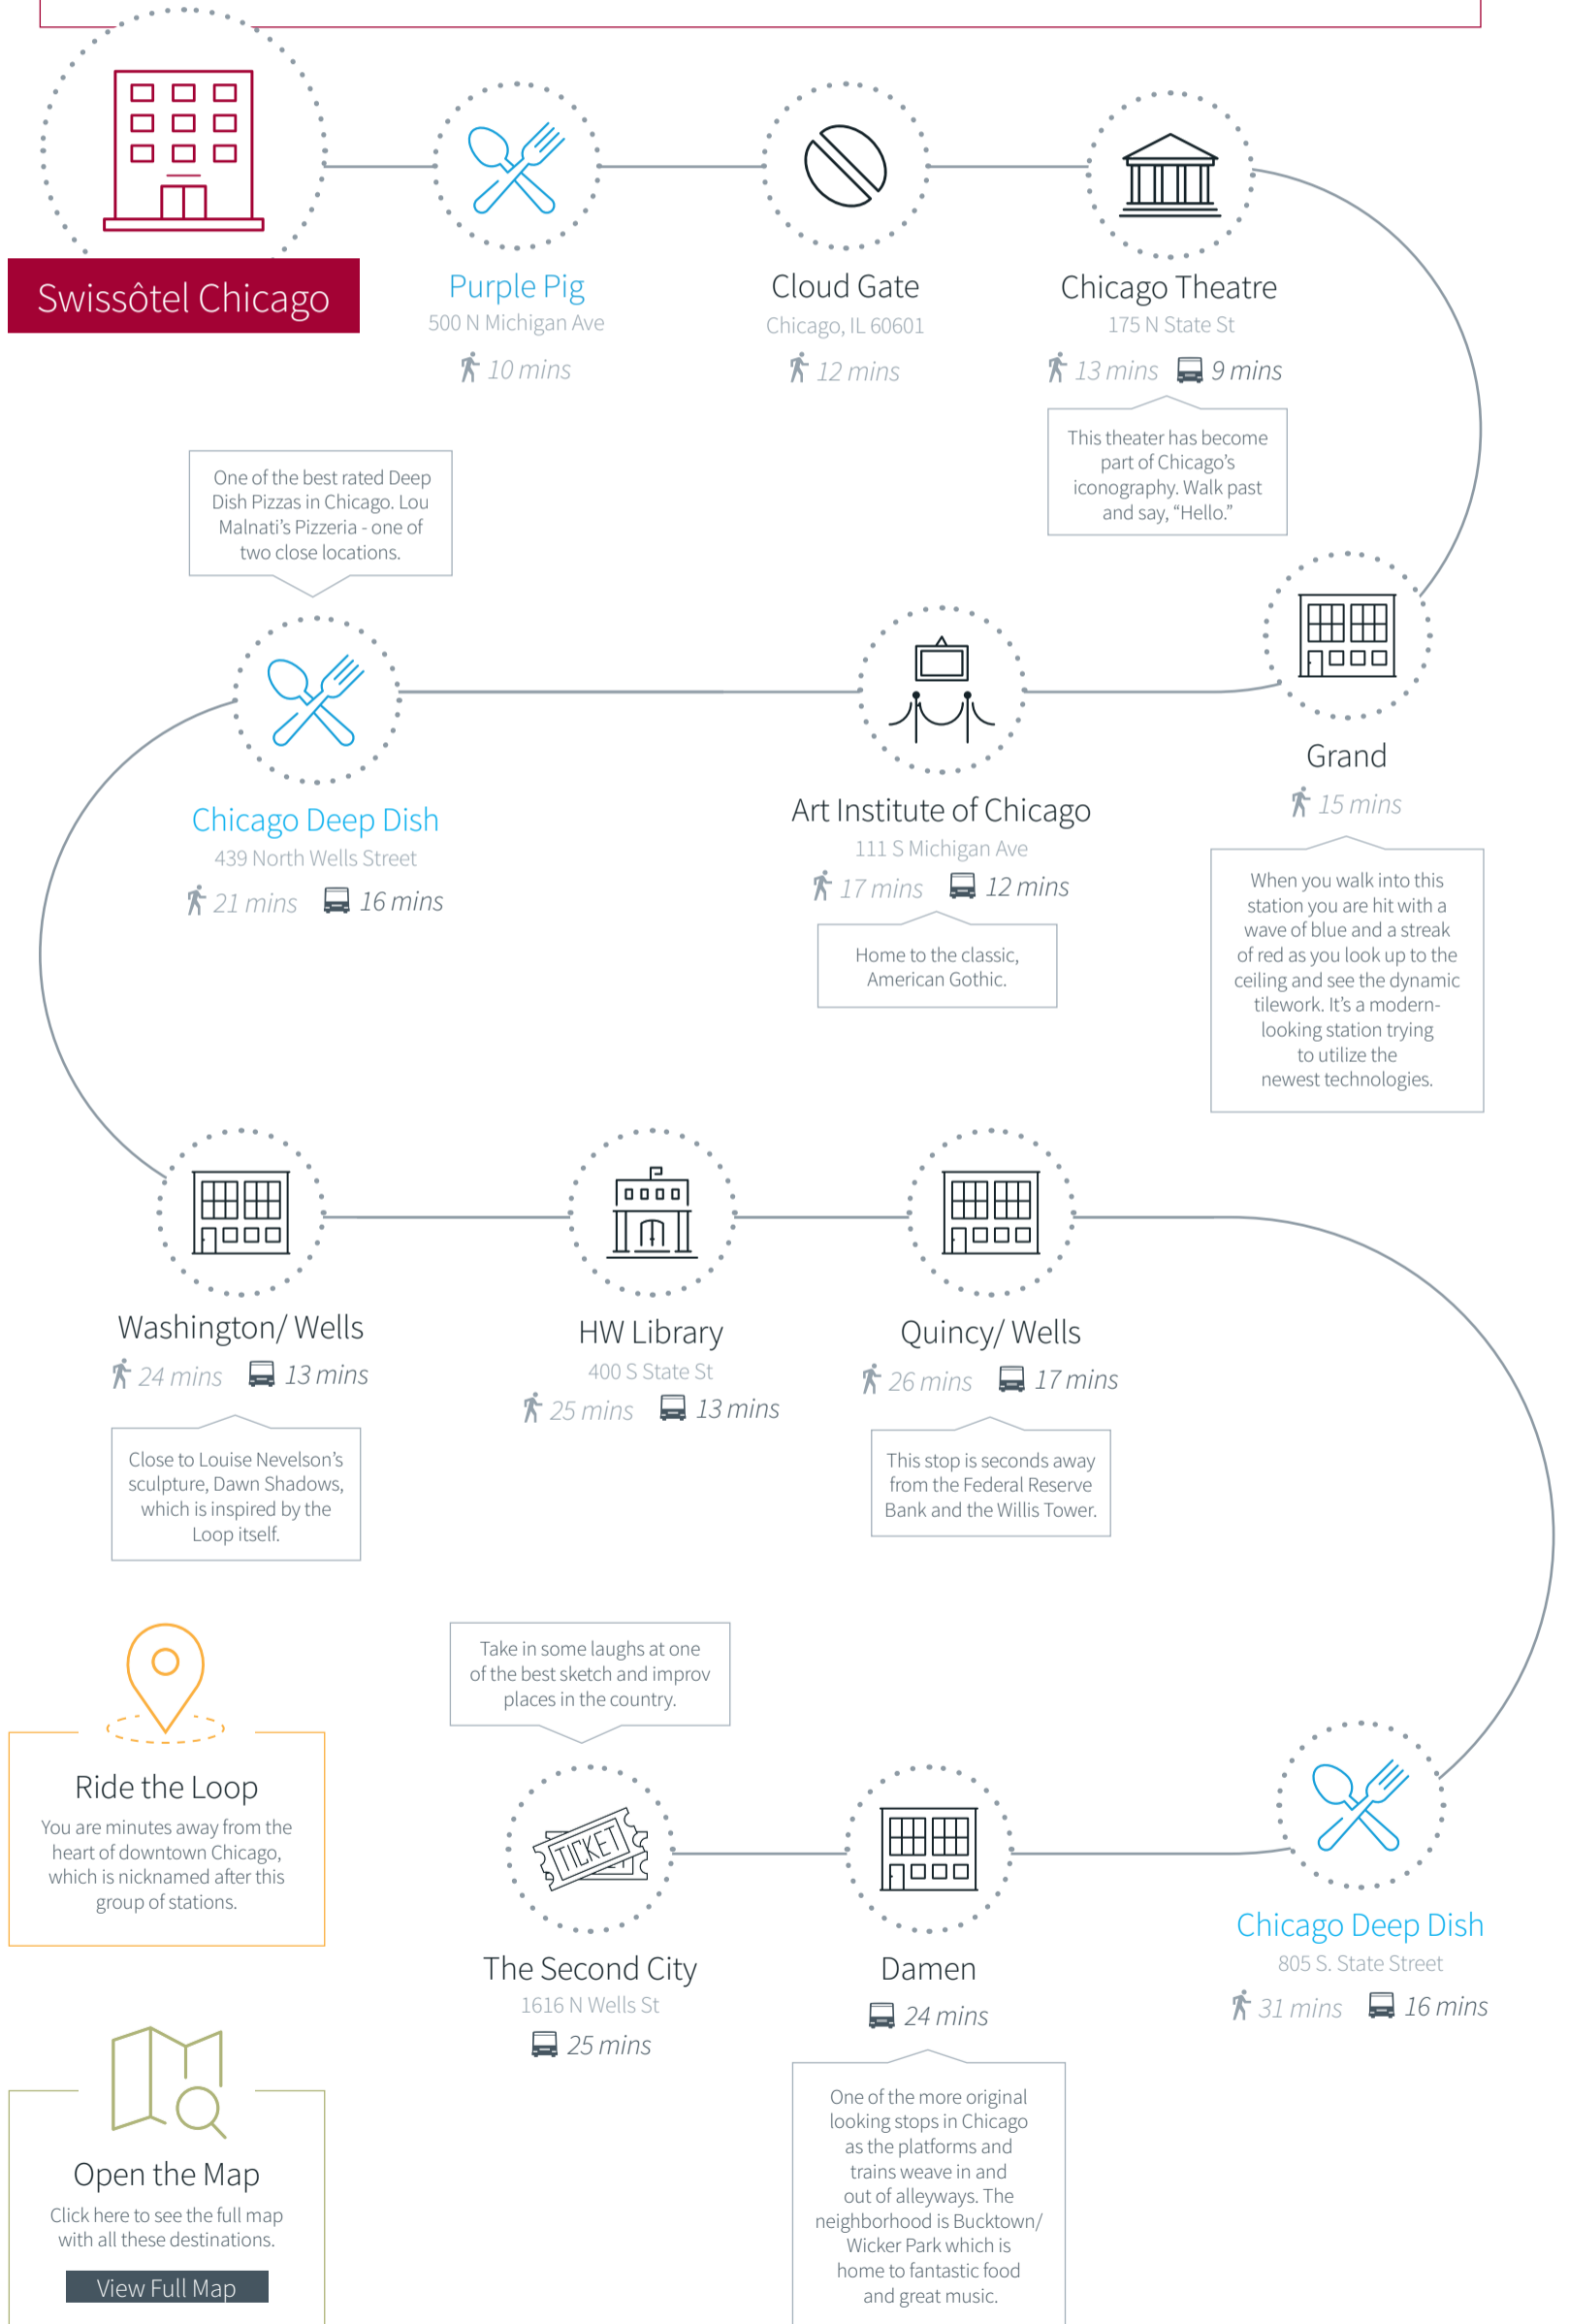 Swissôtel Chicago
Purple Pig
500 N Michigan Ave
10 mins
Cloud Gate
Chicago, IL 60601
12 mins
Chicago Theatre
175 N State St
13 mins 9 mins
This theater has become
part of Chicago’s
iconography. Walk past
and say, “Hello.”
Grand
15 mins
When you walk into this
station you are hit with a
wave of blue and a streak
of red as you look up to the
ceiling and see the dynamic
tilework. It’s a modern-
looking station trying
to utilize the
newest technologies.
Art Institute of Chicago
111 S Michigan Ave
17 mins 12 mins
Home to the classic,
American Gothic.
One of the best rated Deep
Dish Pizzas in Chicago. Lou
Malnati’s Pizzeria - one of
two close locations.
Chicago Deep Dish
439 North Wells Street
21 mins 16 mins
Washington/ Wells
24 mins 13 mins
Close to Louise Nevelson’s
sculpture, Dawn Shadows,
which is inspired by the
Loop itself.
HW Library
400 S State St
25 mins 13 mins
Quincy/ Wells
26 mins 17 mins
This stop is seconds away
from the Federal Reserve
Bank and the Willis Tower.
Chicago Deep Dish
805 S. State Street
31 mins 16 mins
Damen
24 mins
One of the more original
looking stops in Chicago
as the platforms and
trains weave in and
out of alleyways. The
neighborhood is Bucktown/
Wicker Park which is
home to fantastic food
and great music.
Take in some laughs at one
of the best sketch and improv
places in the country.
TICKET
The Second City
1616 N Wells St
25 mins
Ride the Loop
You are minutes away from the
heart of downtown Chicago,
which is nicknamed after this
group of stations.
Open the Map
Click here to see the full map
with all these destinations.
View Full Map